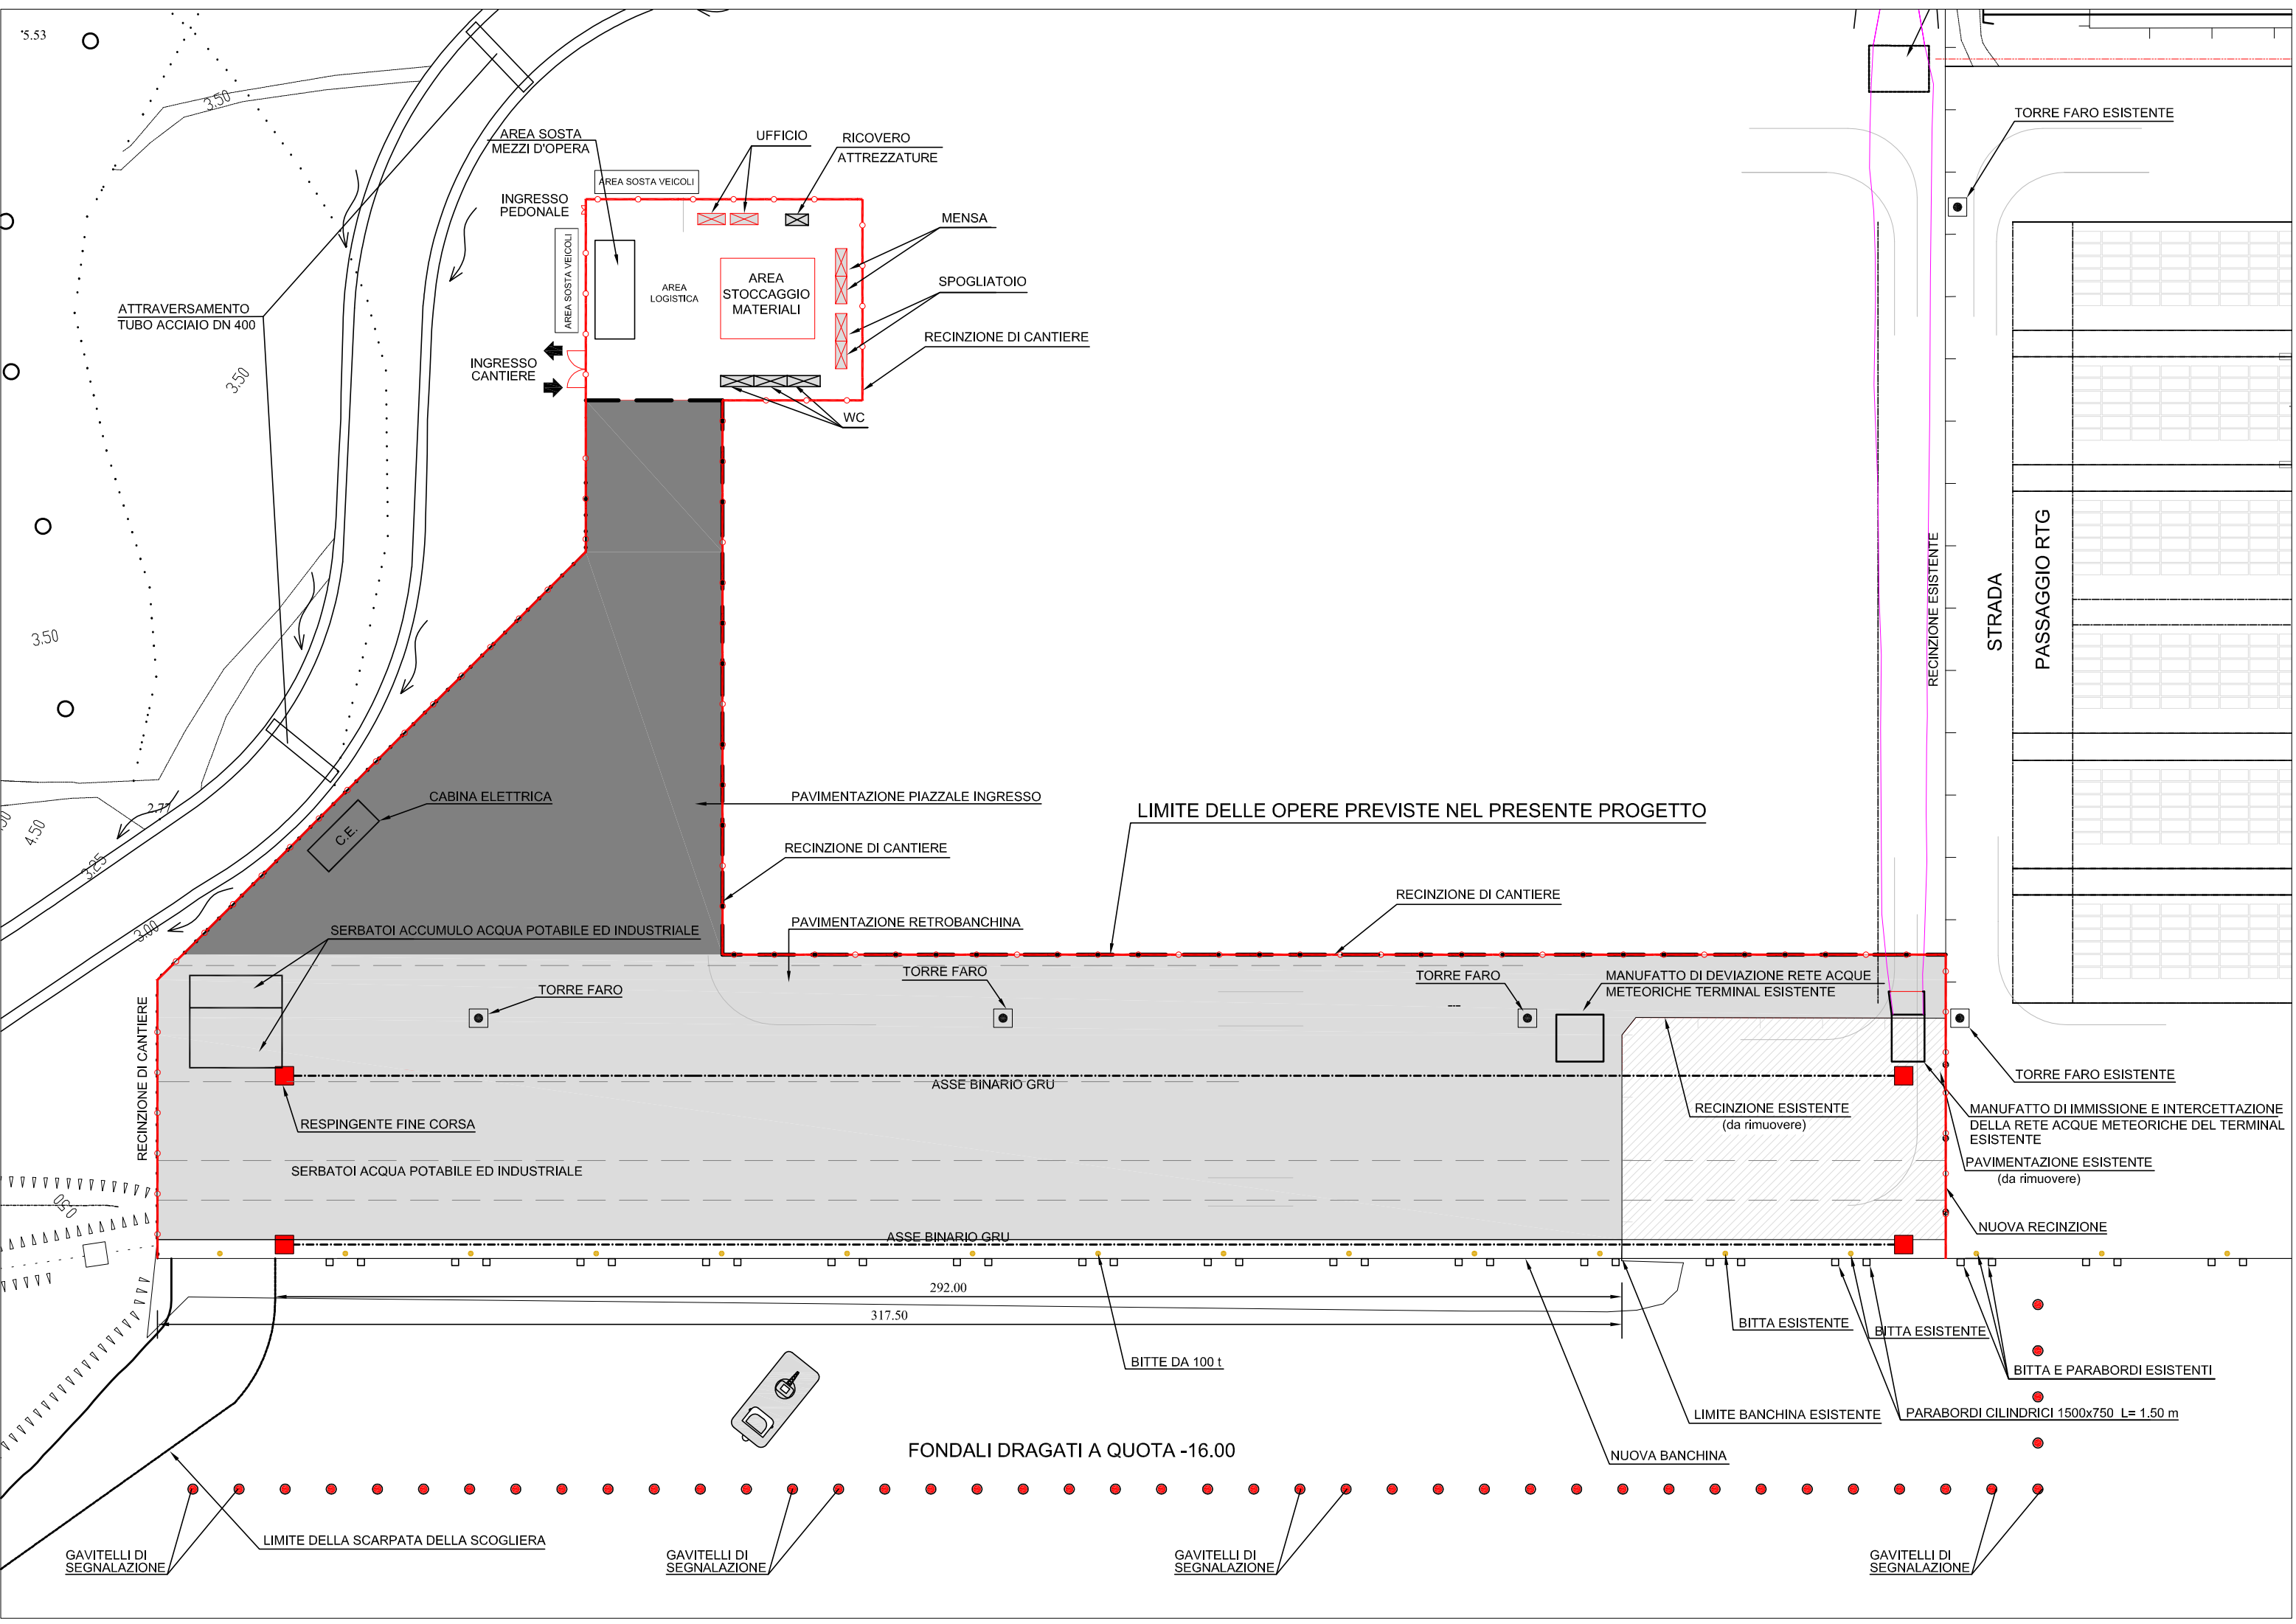 5.53
3.50
TORRE FARO ESISTENTE
AREA SOSTA
MEZZI D'OPERA
UFFICIO
RICOVERO
ATTREZZATURE
AREA SOSTA VEICOLI
INGRESSO
PEDONALE
MENSA
AREA SOSTA VEICOLI
AREA
LOGISTICA
AREA
STOCCAGGIO
MATERIALI
SPOGLIATOIO
ATTRAVERSAMENTO
TUBO ACCIAIO DN 400
RECINZIONE DI CANTIERE
INGRESSO
CANTIERE
3.50
WC
RECINZIONE ESISTENTE
STRADA
PASSAGGIO RTG
3.50
CABINA ELETTRICA
PAVIMENTAZIONE PIAZZALE INGRESSO
LIMITE DELLE OPERE PREVISTE NEL PRESENTE PROGETTO
2.77
4.50
C.E.
RECINZIONE DI CANTIERE
3.25
RECINZIONE DI CANTIERE
3.00
SERBATOI ACCUMULO ACQUA POTABILE ED INDUSTRIALE
PAVIMENTAZIONE RETROBANCHINA
TORRE FARO
TORRE FARO
TORRE FARO
MANUFATTO DI DEVIAZIONE RETE ACQUE
METEORICHE TERMINAL ESISTENTE
RECINZIONE DI CANTIERE
ASSE BINARIO GRU
TORRE FARO ESISTENTE
RESPINGENTE FINE CORSA
RECINZIONE ESISTENTE
(da rimuovere)
MANUFATTO DI IMMISSIONE E INTERCETTAZIONE
DELLA RETE ACQUE METEORICHE DEL TERMINAL
ESISTENTE
SERBATOI ACQUA POTABILE ED INDUSTRIALE
PAVIMENTAZIONE ESISTENTE
(da rimuovere)
0.50
NUOVA RECINZIONE
ASSE BINARIO GRU
292.00
317.50
BITTA ESISTENTE
BITTA ESISTENTE
BITTE DA 100 t
BITTA E PARABORDI ESISTENTI
LIMITE BANCHINA ESISTENTE
PARABORDI CILINDRICI 1500x750 L= 1.50 m
FONDALI DRAGATI A QUOTA -16.00
NUOVA BANCHINA
LIMITE DELLA SCARPATA DELLA SCOGLIERA
GAVITELLI DI
SEGNALAZIONE
GAVITELLI DI
SEGNALAZIONE
GAVITELLI DI
SEGNALAZIONE
GAVITELLI DI
SEGNALAZIONE